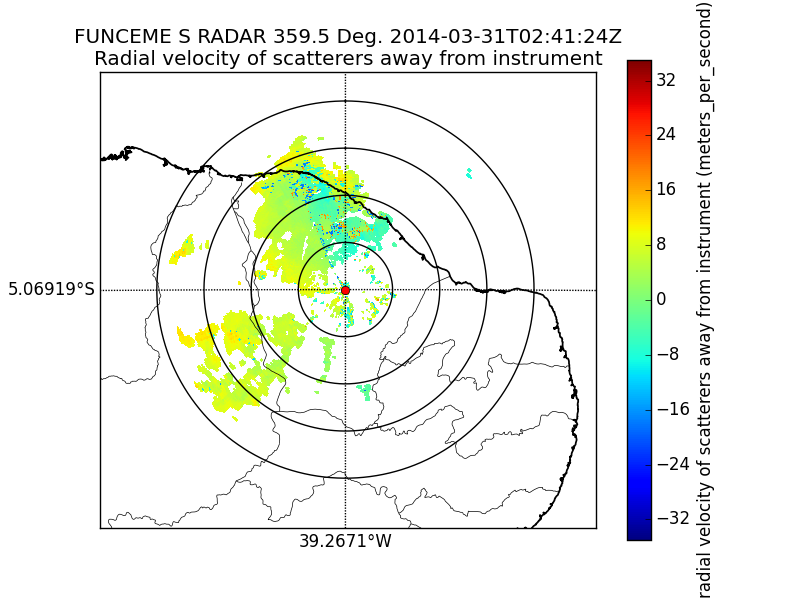 FUNCEME S RADAR 359.5 Deg. 2014-03-31T02:41:24Z
Radial velocity of scatterers away from instrument
5.06919°S
39.2671°W
32
24
16
8
0
−8
−16
−24
−32
radial velocity of scatterers away from instrument (meters_per_second)